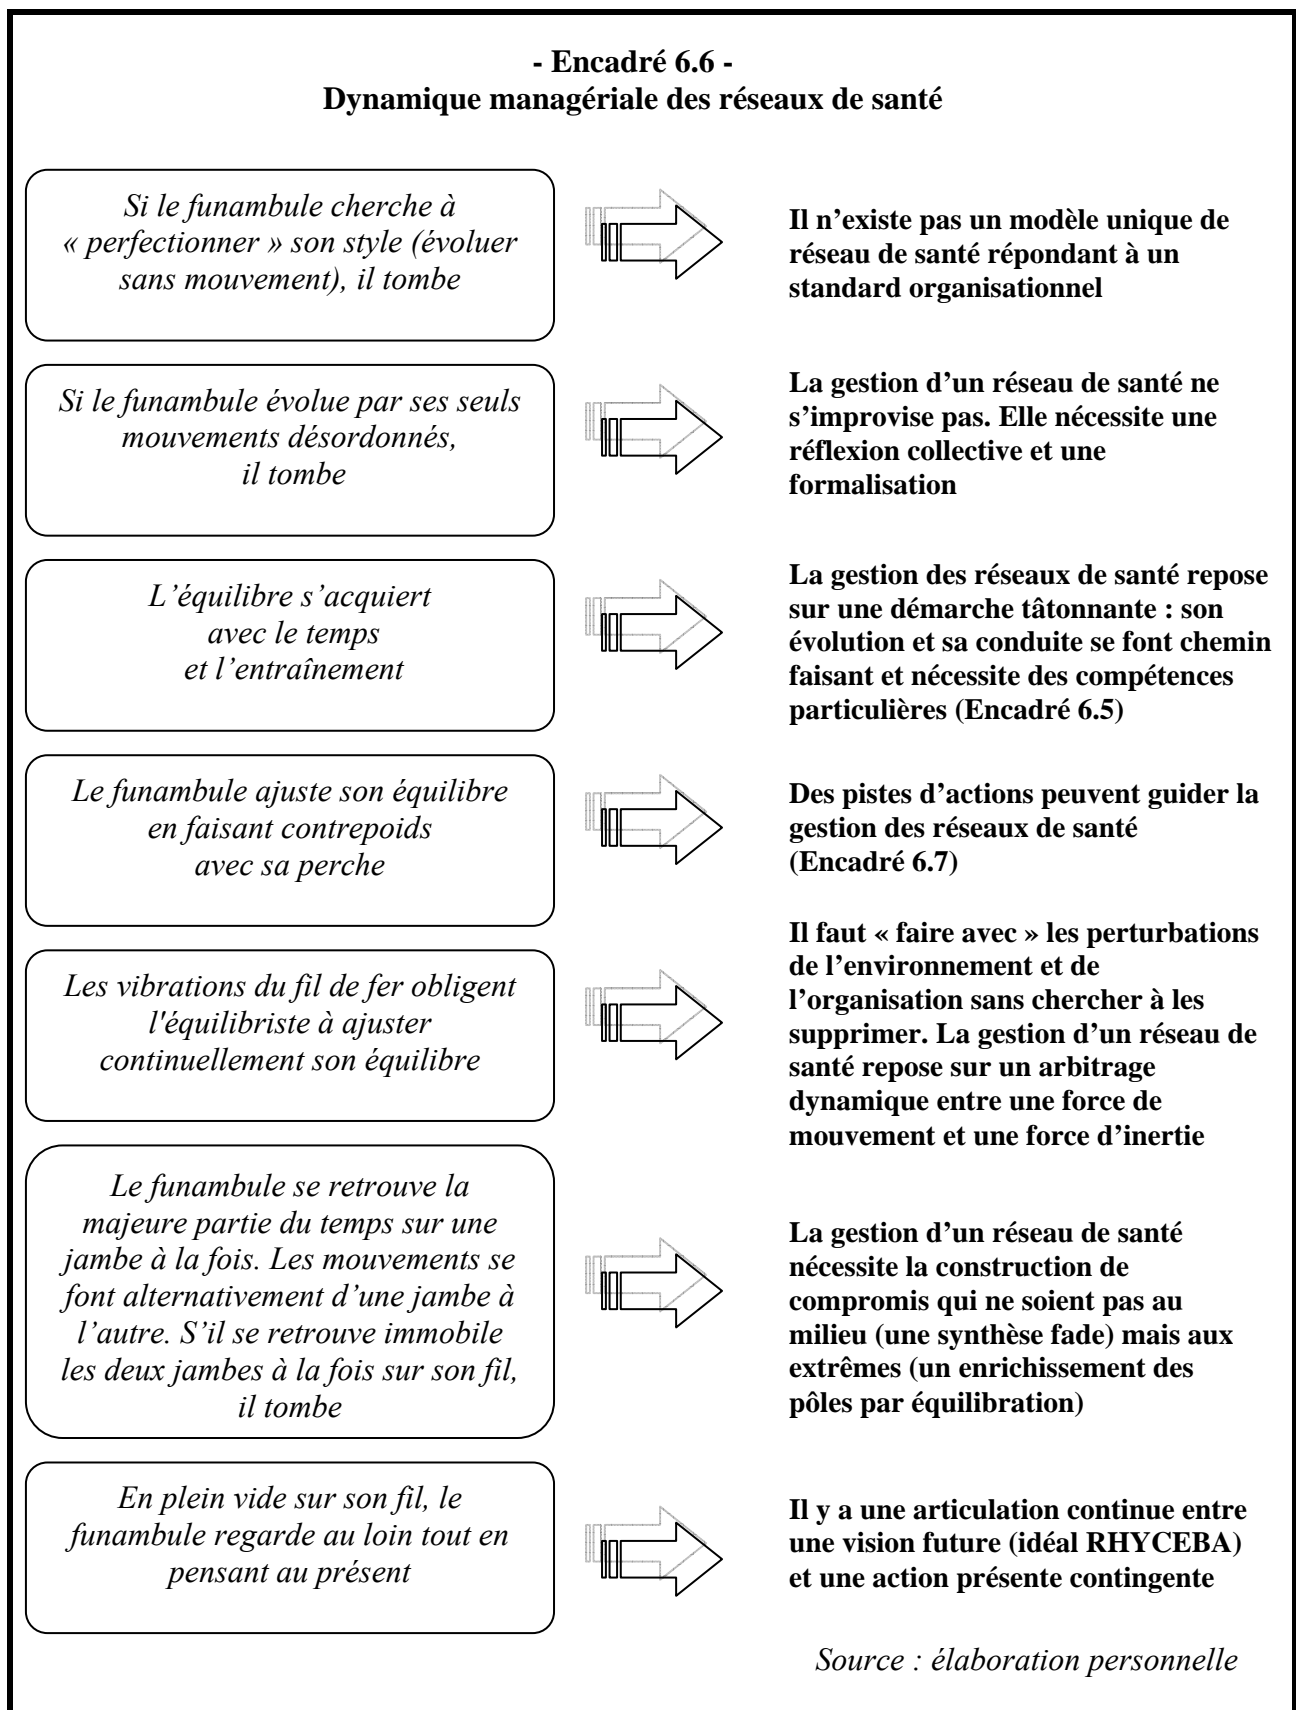 - Encadré 6.6 -
Dynamique managériale des réseaux de santé
Si le funambule cherche à
« perfectionner » son style (évoluer
sans mouvement), il tombe
Il n’existe pas un modèle unique de
réseau de santé répondant à un
standard organisationnel
Si le funambule évolue par ses seuls
mouvements désordonnés,
il tombe
La gestion d’un réseau de santé ne
s’improvise pas. Elle nécessite une
réflexion collective et une
formalisation
L’équilibre s’acquiert
avec le temps
et l’entraînement
La gestion des réseaux de santé repose
sur une démarche tâtonnante : son
évolution et sa conduite se font chemin
faisant et nécessite des compétences
particulières (Encadré 6.5)
Le funambule ajuste son équilibre
en faisant contrepoids
avec sa perche
Des pistes d’actions peuvent guider la
gestion des réseaux de santé
(Encadré 6.7)
Les vibrations du fil de fer obligent
l'équilibriste à ajuster
continuellement son équilibre
Il faut « faire avec » les perturbations
de l’environnement et de
l’organisation sans chercher à les
supprimer. La gestion d’un réseau de
santé repose sur un arbitrage
dynamique entre une force de
mouvement et une force d’inertie
Le funambule se retrouve la
majeure partie du temps sur une
jambe à la fois. Les mouvements se
font alternativement d’une jambe à
l’autre. S’il se retrouve immobile
les deux jambes à la fois sur son fil,
il tombe
La gestion d’un réseau de santé
nécessite la construction de
compromis qui ne soient pas au
milieu (une synthèse fade) mais aux
extrêmes (un enrichissement des
pôles par équilibration)
En plein vide sur son fil, le
funambule regarde au loin tout en
pensant au présent
Il y a une articulation continue entre
une vision future (idéal RHYCEBA)
et une action présente contingente
Source : élaboration personnelle